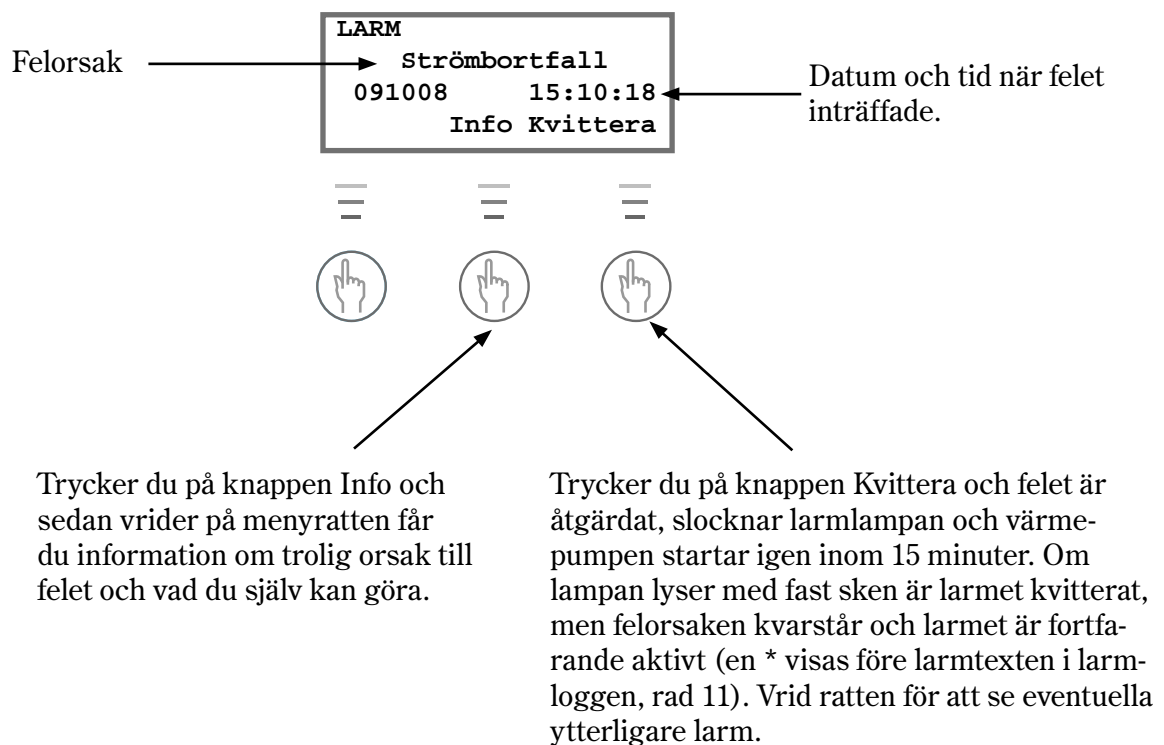 LARM
Strömbortfall
091008 15:10:18
Info Kvittera
Felorsak
Datum och tid när felet
inträffade.
Trycker du på knappen Info och
sedan vrider på menyratten får
du information om trolig orsak till
felet och vad du själv kan göra.
Trycker du på knappen Kvittera och felet är
åtgärdat, slocknar larmlampan och värme-
pumpen startar igen inom 15 minuter. Om
lampan lyser med fast sken är larmet kvitterat,
men felorsaken kvarstår och larmet är fortfa-
rande aktivt (en * visas före larmtexten i larm-
loggen, rad 11). Vrid ratten för att se eventuella
ytterligare larm.